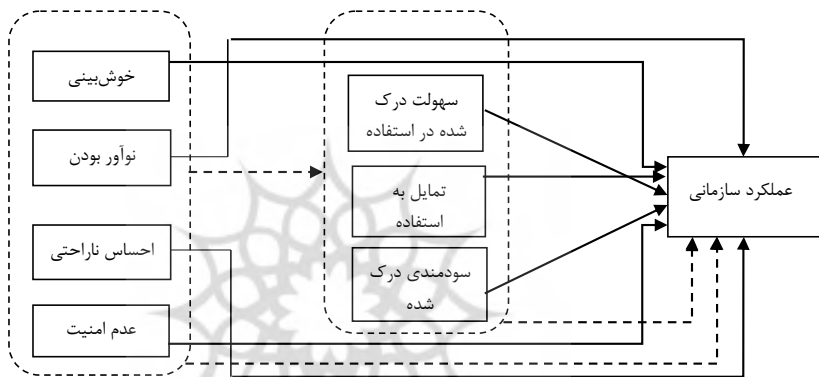 خوش‌بینی
نوآور بودن
احساس ناراحتی
عدم امنیت
سهولت درک
شده در استفاده
تمایل به
استفاده
سودمندی درک
شده
عملکرد سازمانی